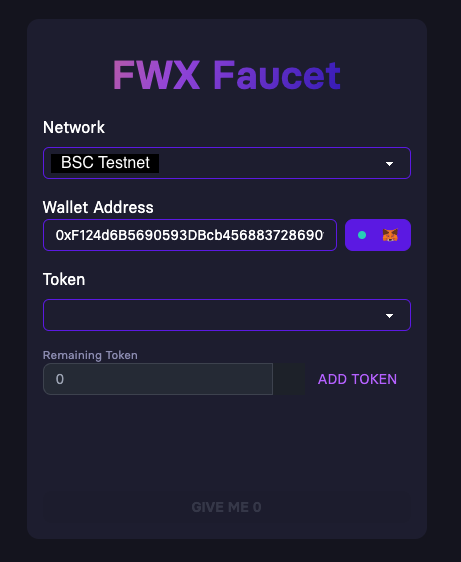 FWX Faucet
Network
BSC Testnet
Wallet Address
0xF124d6B5690593DBcb456883728690
Token
Remaining Token
0
ADD TOKEN
GIVE ME 0